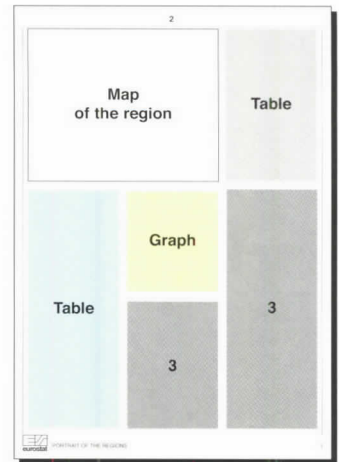 2
Map
of the region
Table
Graph
Table
3
3
eurostat
PORTRAIT OF THE REGIONS